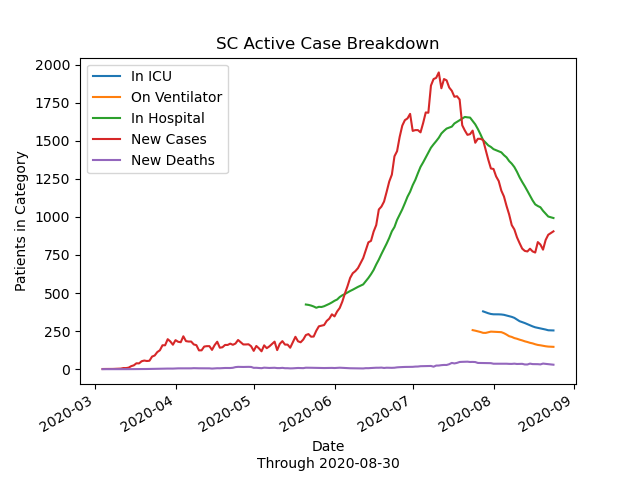 SC Active Case Breakdown
In ICU
On Ventilator
In Hospital
New Cases
New Deaths
Patients in Category
2000
1750
1500
1250
1000
750
500
250
0
2020-03
2020-04
2020-05
2020-06
2020-07
2020-08
2020-09
Date
Through 2020-08-30